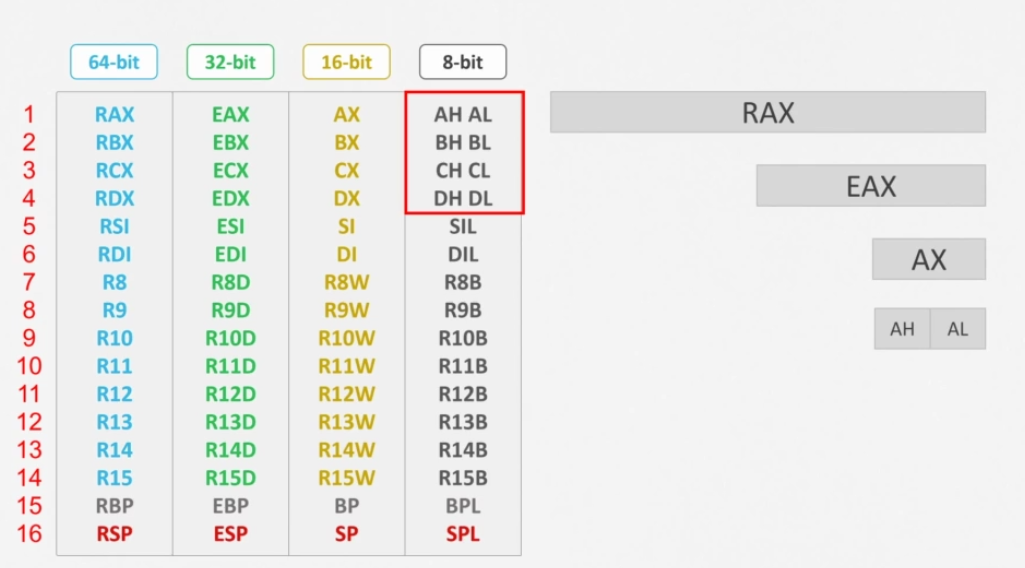 64-bit 32-bit 16-bit 8-bit
1 RAX EAX AX AH AL
2 RBX EBX BX BH BL
3 RCX ECX CX CH CL
4 RDX EDX DX DH DL
5 RSI ESI SI SIL
6 RDI EDI DI DIL
7 R8 R8D R8W R8B
8 R9 R9D R9W R9B
9 R10 R10D R10W R10B
10 R11 R11D R11W R11B
11 R12 R12D R12W R12B
12 R13 R13D R13W R13B
13 R14 R14D R14W R14B
14 R15 R15D R15W R15B
15 RBP EBP BP BPL
16 RSP ESP SP SPL
RAX
EAX
AX
AH AL